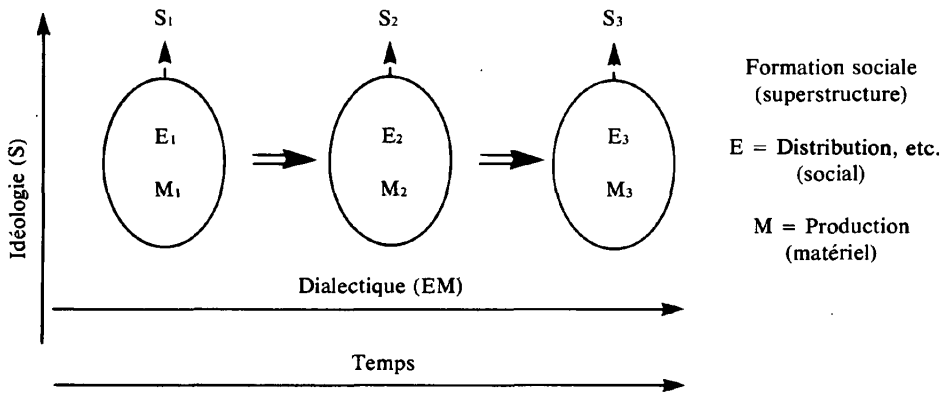 S1 S2 S3
Formation sociale
(superstructure)
E1 E2 E3
E = Distribution, etc.
(social)
M1 M2 M3
M = Production
(matériel)
Idéologie (S)
Dialectique (EM)
Temps